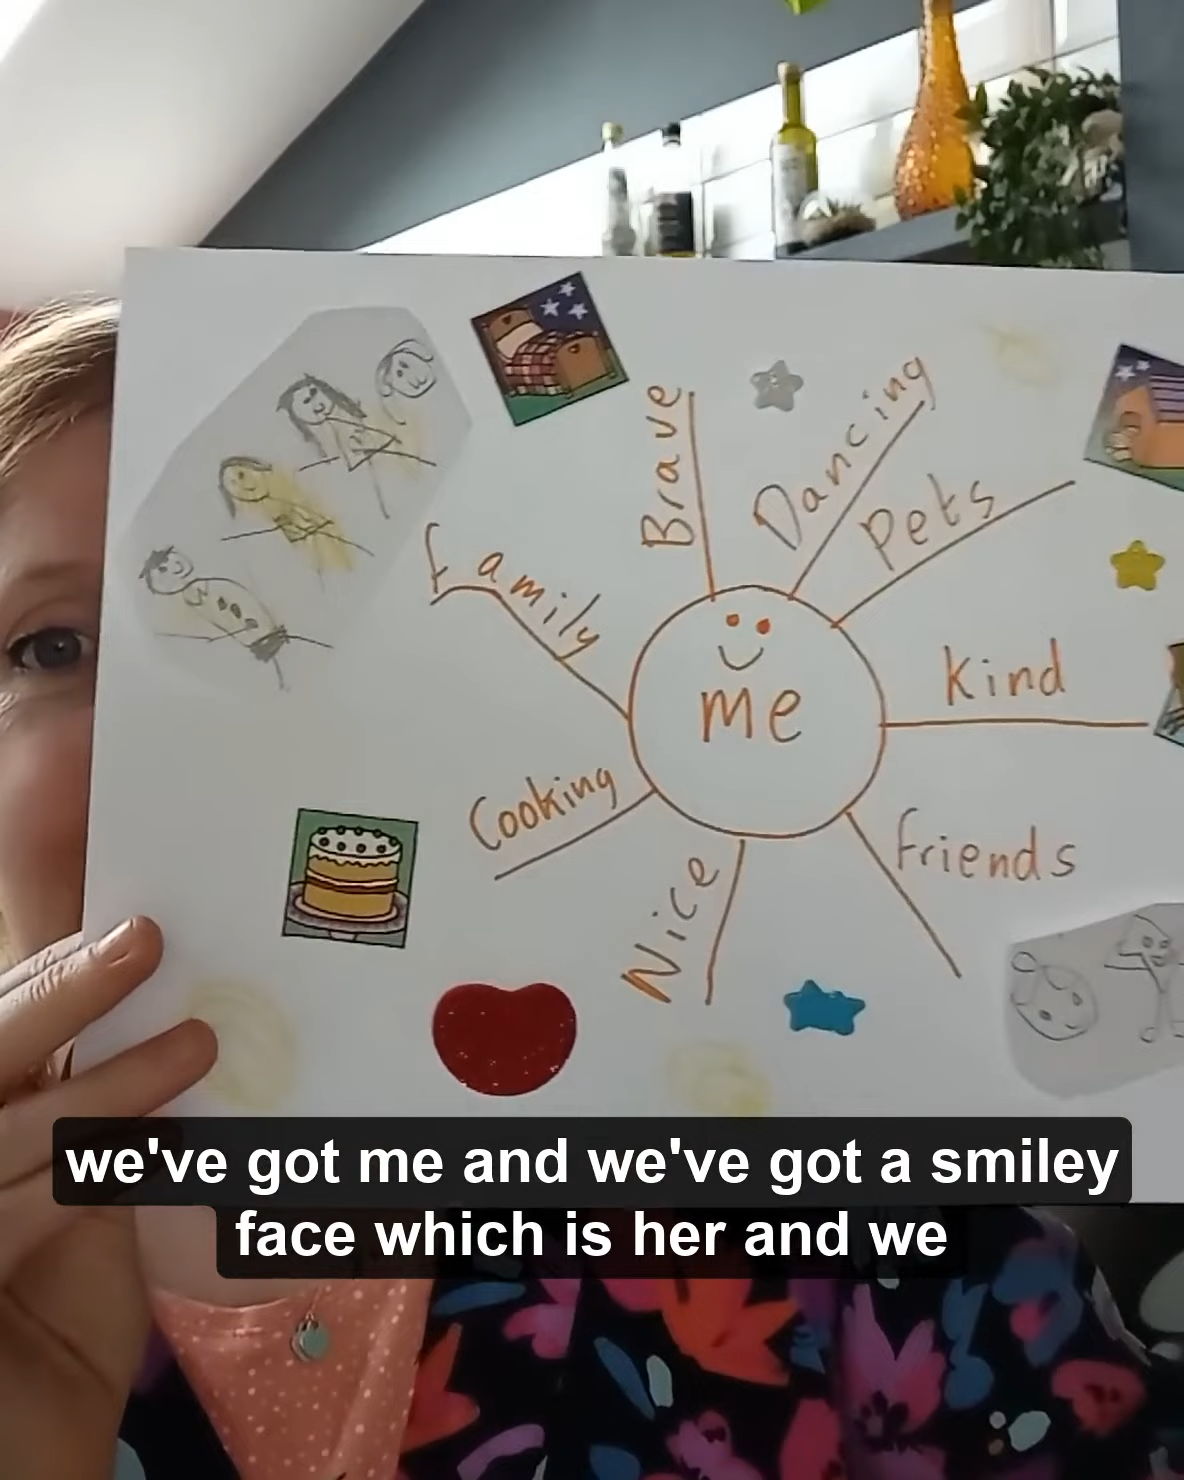 Brave
Dancing
Pets
family
Kind
me
Cooking
friends
Nice
we've got me and we've got a smiley
face which is her and we